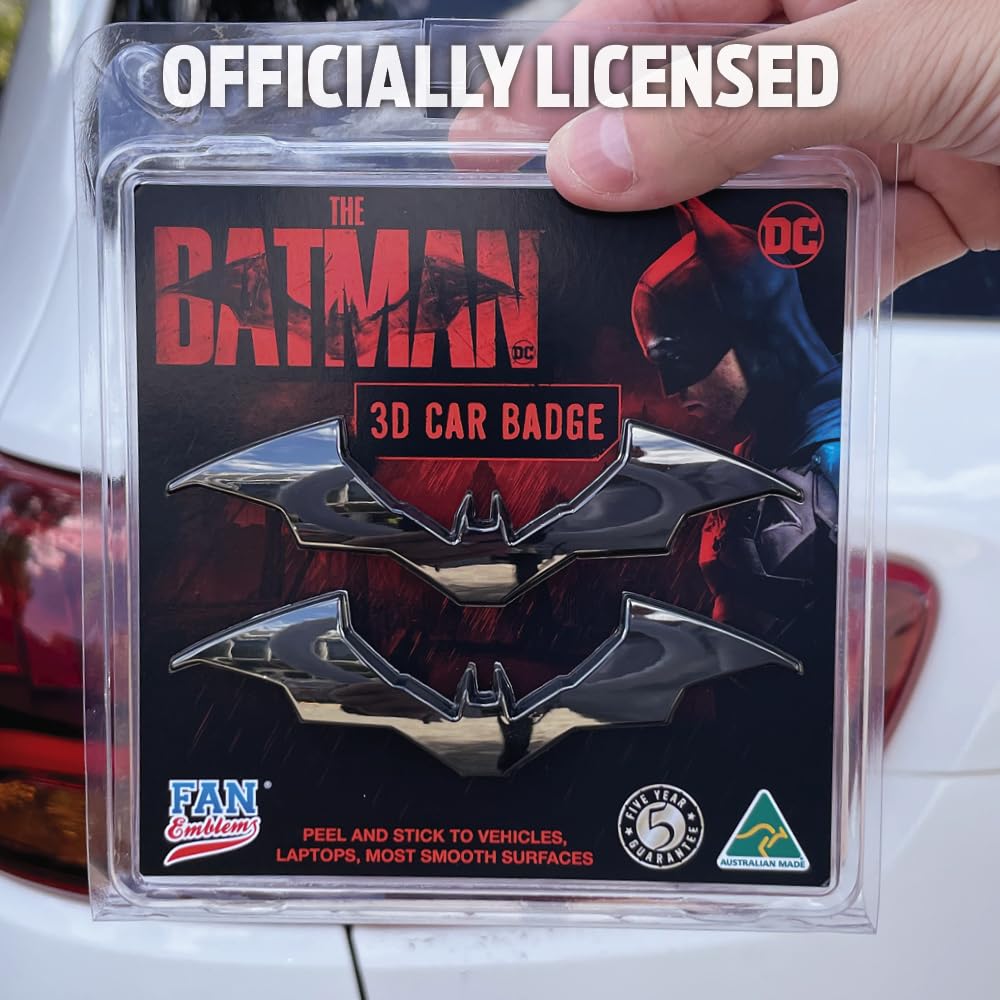 OFFICIALLY LICENSED
THE
BATMAN
DC
DC
3D CAR BADGE
FAN®
Emblems
PEEL AND STICK TO VEHICLES,
LAPTOPS, MOST SMOOTH SURFACES
FIVE YEAR
5
GUARANTEE
AUSTRALIAN MADE